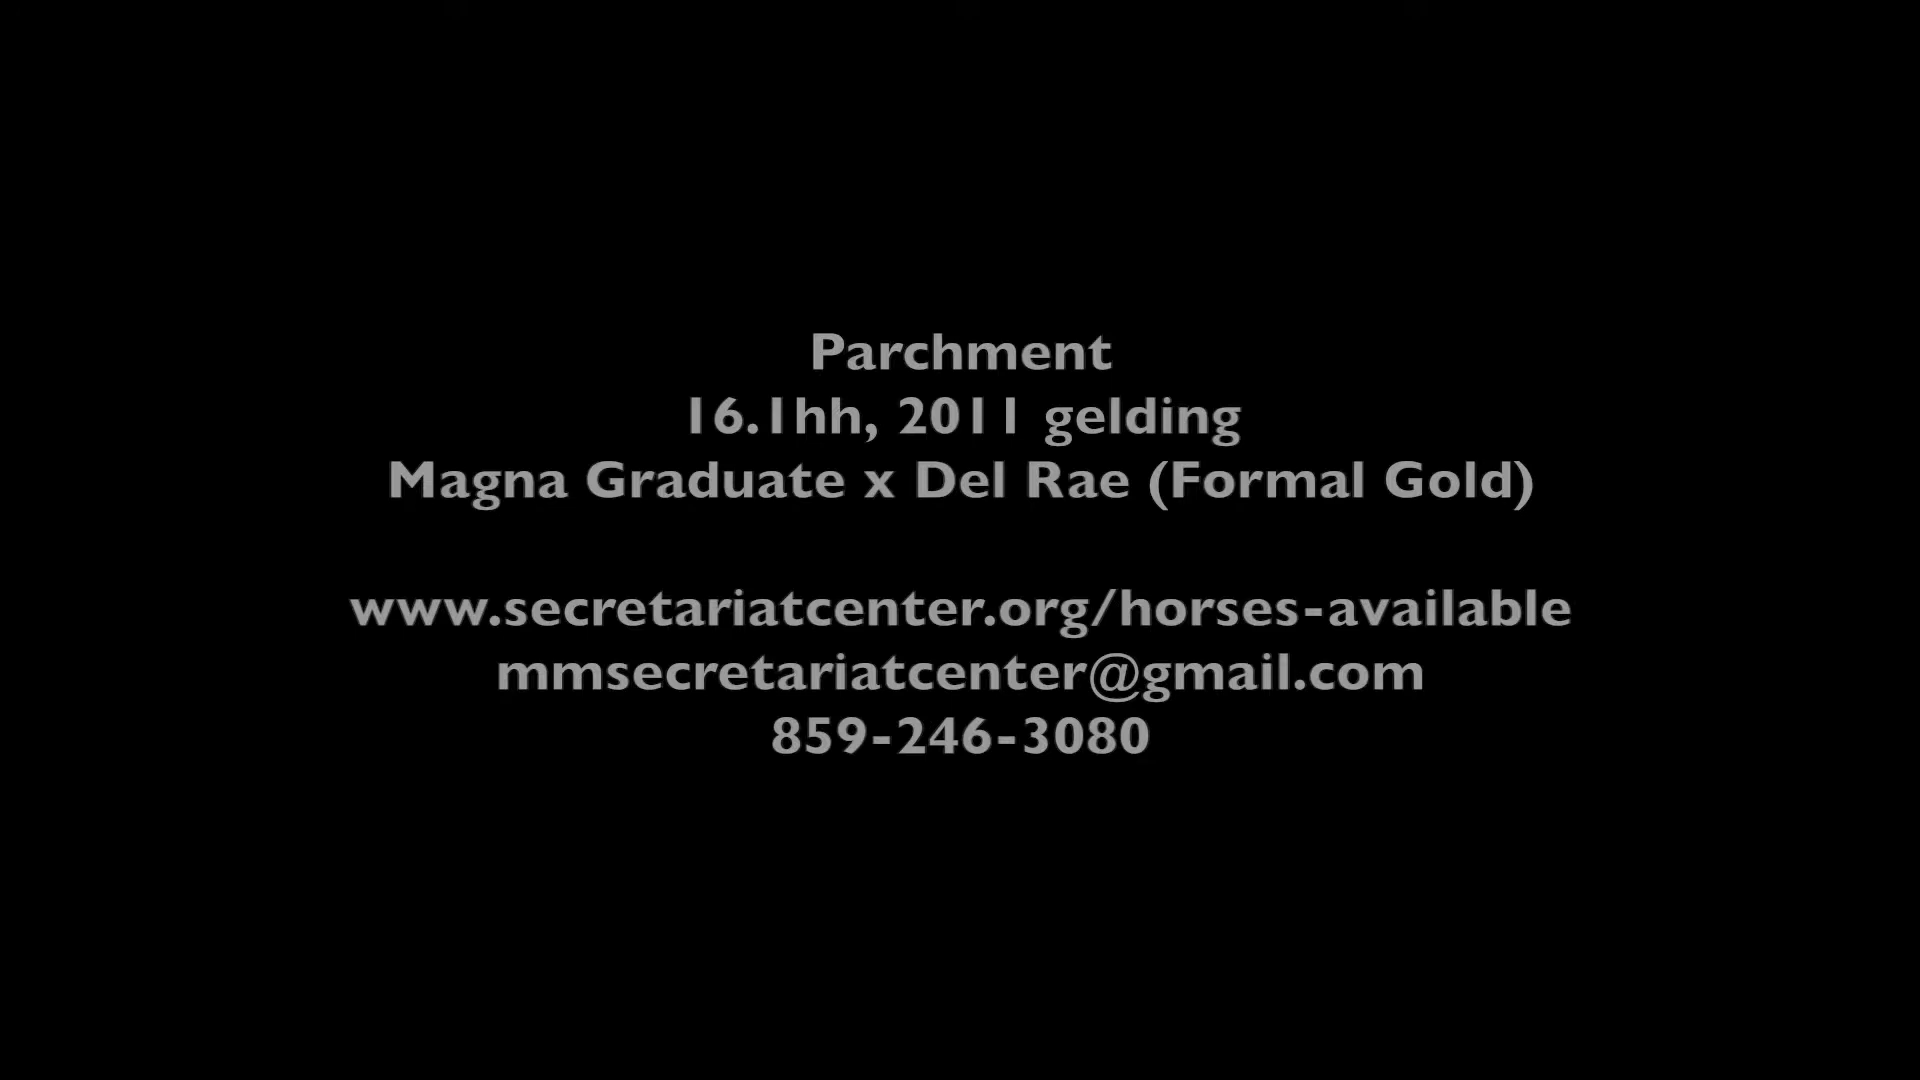 Parchment
16.1hh, 2011 gelding
Magna Graduate x Del Rae (Formal Gold)
www.secretariatcenter.org/horses-available
mmsecretariatcenter@gmail.com
859-246-3080